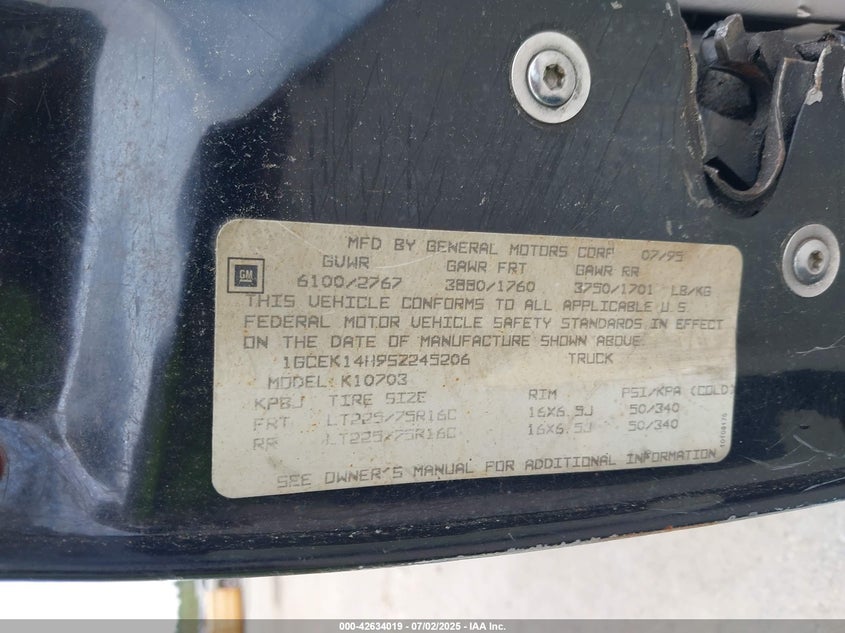 MFD BY GENERAL MOTORS CORP 07/95
GVWR GAWR FRT GAWR RR
GM
6100/2767 3880/1760 3750/1701 LB/KG
THIS VEHICLE CONFORMS TO ALL APPLICABLE U.S
FEDERAL MOTOR VEHICLE SAFETY STANDARDS IN EFFECT
ON THE DATE OF MANUFACTURE SHOWN ABOVE
1GCEK14H9SZ245206 TRUCK
MODEL: K10703
KPBJ TIRE SIZE RIM PSI/KPA (COLD)
FRT LT225/75R16C 16X6.5J 50/340
RR LT225/75R16C 16X6.5J 50/340
SEE OWNER'S MANUAL FOR ADDITIONAL INFORMATION
000-42634019 - 07/02/2025 - IAA Inc.